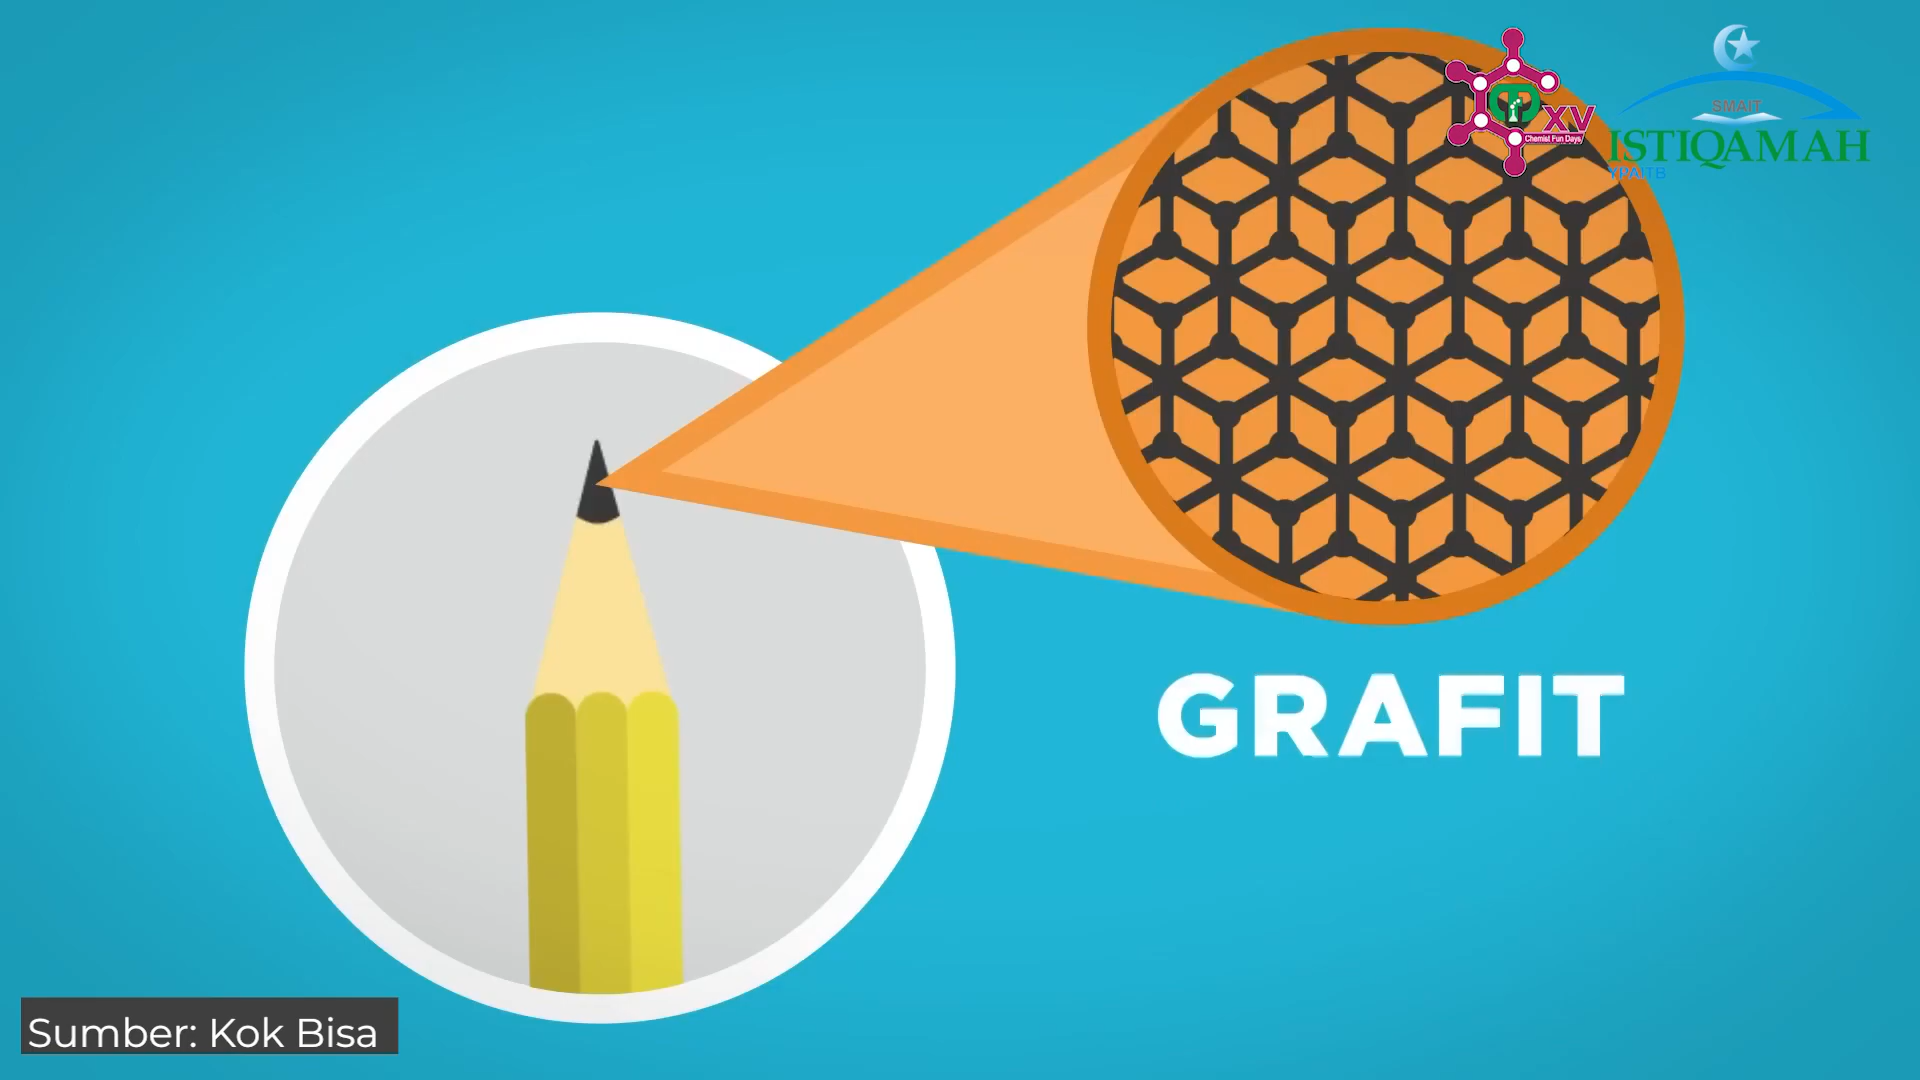 XV
Chemist Fun Days
SMAIT
ISTIQAMAH
YPAITB
GRAFIT
Sumber: Kok Bisa